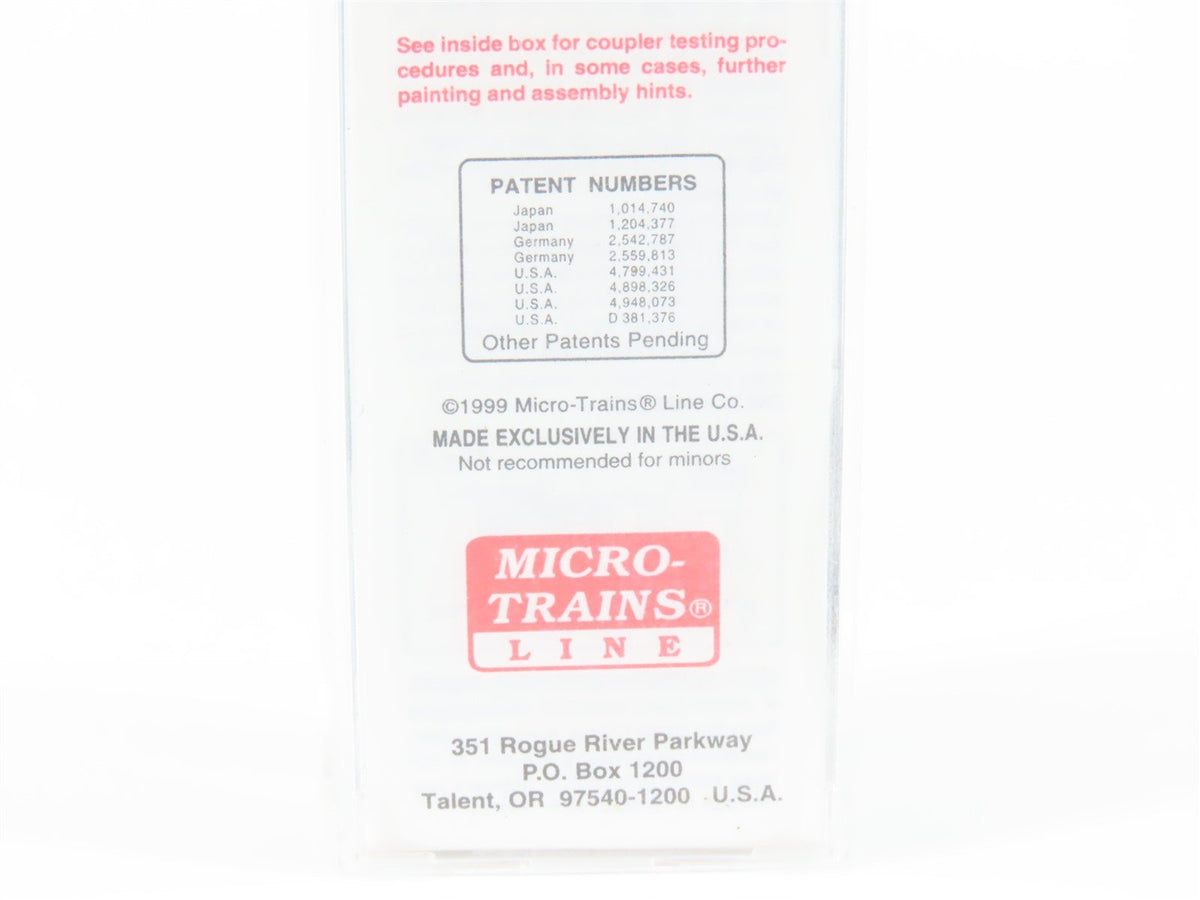 See inside box for coupler testing pro-
cedures and, in some cases, further
painting and assembly hints.
PATENT NUMBERS
Japan 1,014,740
Japan 1,204,377
Germany 2,542,787
Germany 2,559,813
U.S.A. 4,799,431
U.S.A. 4,898,326
U.S.A. 4,948,073
U.S.A. D 381,376
Other Patents Pending
©1999 Micro-Trains® Line Co.
MADE EXCLUSIVELY IN THE U.S.A.
Not recommended for minors
MICRO-
TRAINS®
LINE
351 Rogue River Parkway
P.O. Box 1200
Talent, OR 97540-1200 U.S.A.